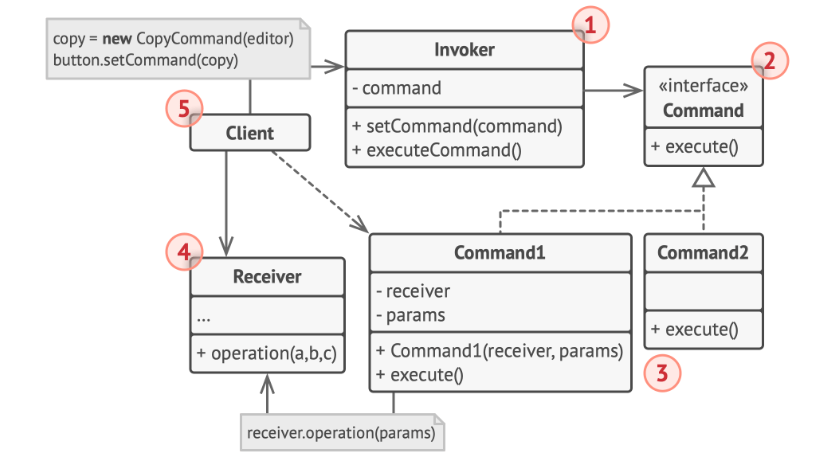 copy = new CopyCommand(editor)
button.setCommand(copy)
1
Invoker
- command
+ setCommand(command)
+ executeCommand()
2
«interface»
Command
+ execute()
5
Client
4
Receiver
...
+ operation(a,b,c)
Command1
- receiver
- params
+ Command1(receiver, params)
+ execute()
Command2
+ execute()
3
receiver.operation(params)